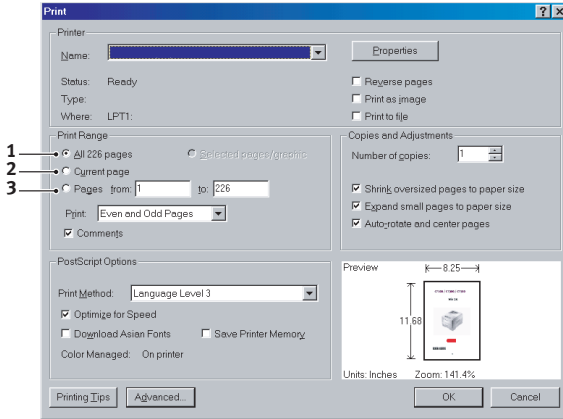 Print
Printer
Name:
Properties
Status: Ready
Type:
Where: LPT1:
Reverse pages
Print as image
Print to file
Print Range
1 All 226 pages
Selected pages/graphic
2 Current page
3 Pages from: 1 to: 226
Print: Even and Odd Pages
Comments
Copies and Adjustments
Number of copies: 1
Shrink oversized pages to paper size
Expand small pages to paper size
Auto-rotate and center pages
PostScript Options
Print Method: Language Level 3
Optimize for Speed
Download Asian Fonts
Save Printer Memory
Color Managed: On printer
Preview
8.25
11.68
Units: Inches Zoom: 141.4%
Printing Tips
Advanced...
OK
Cancel